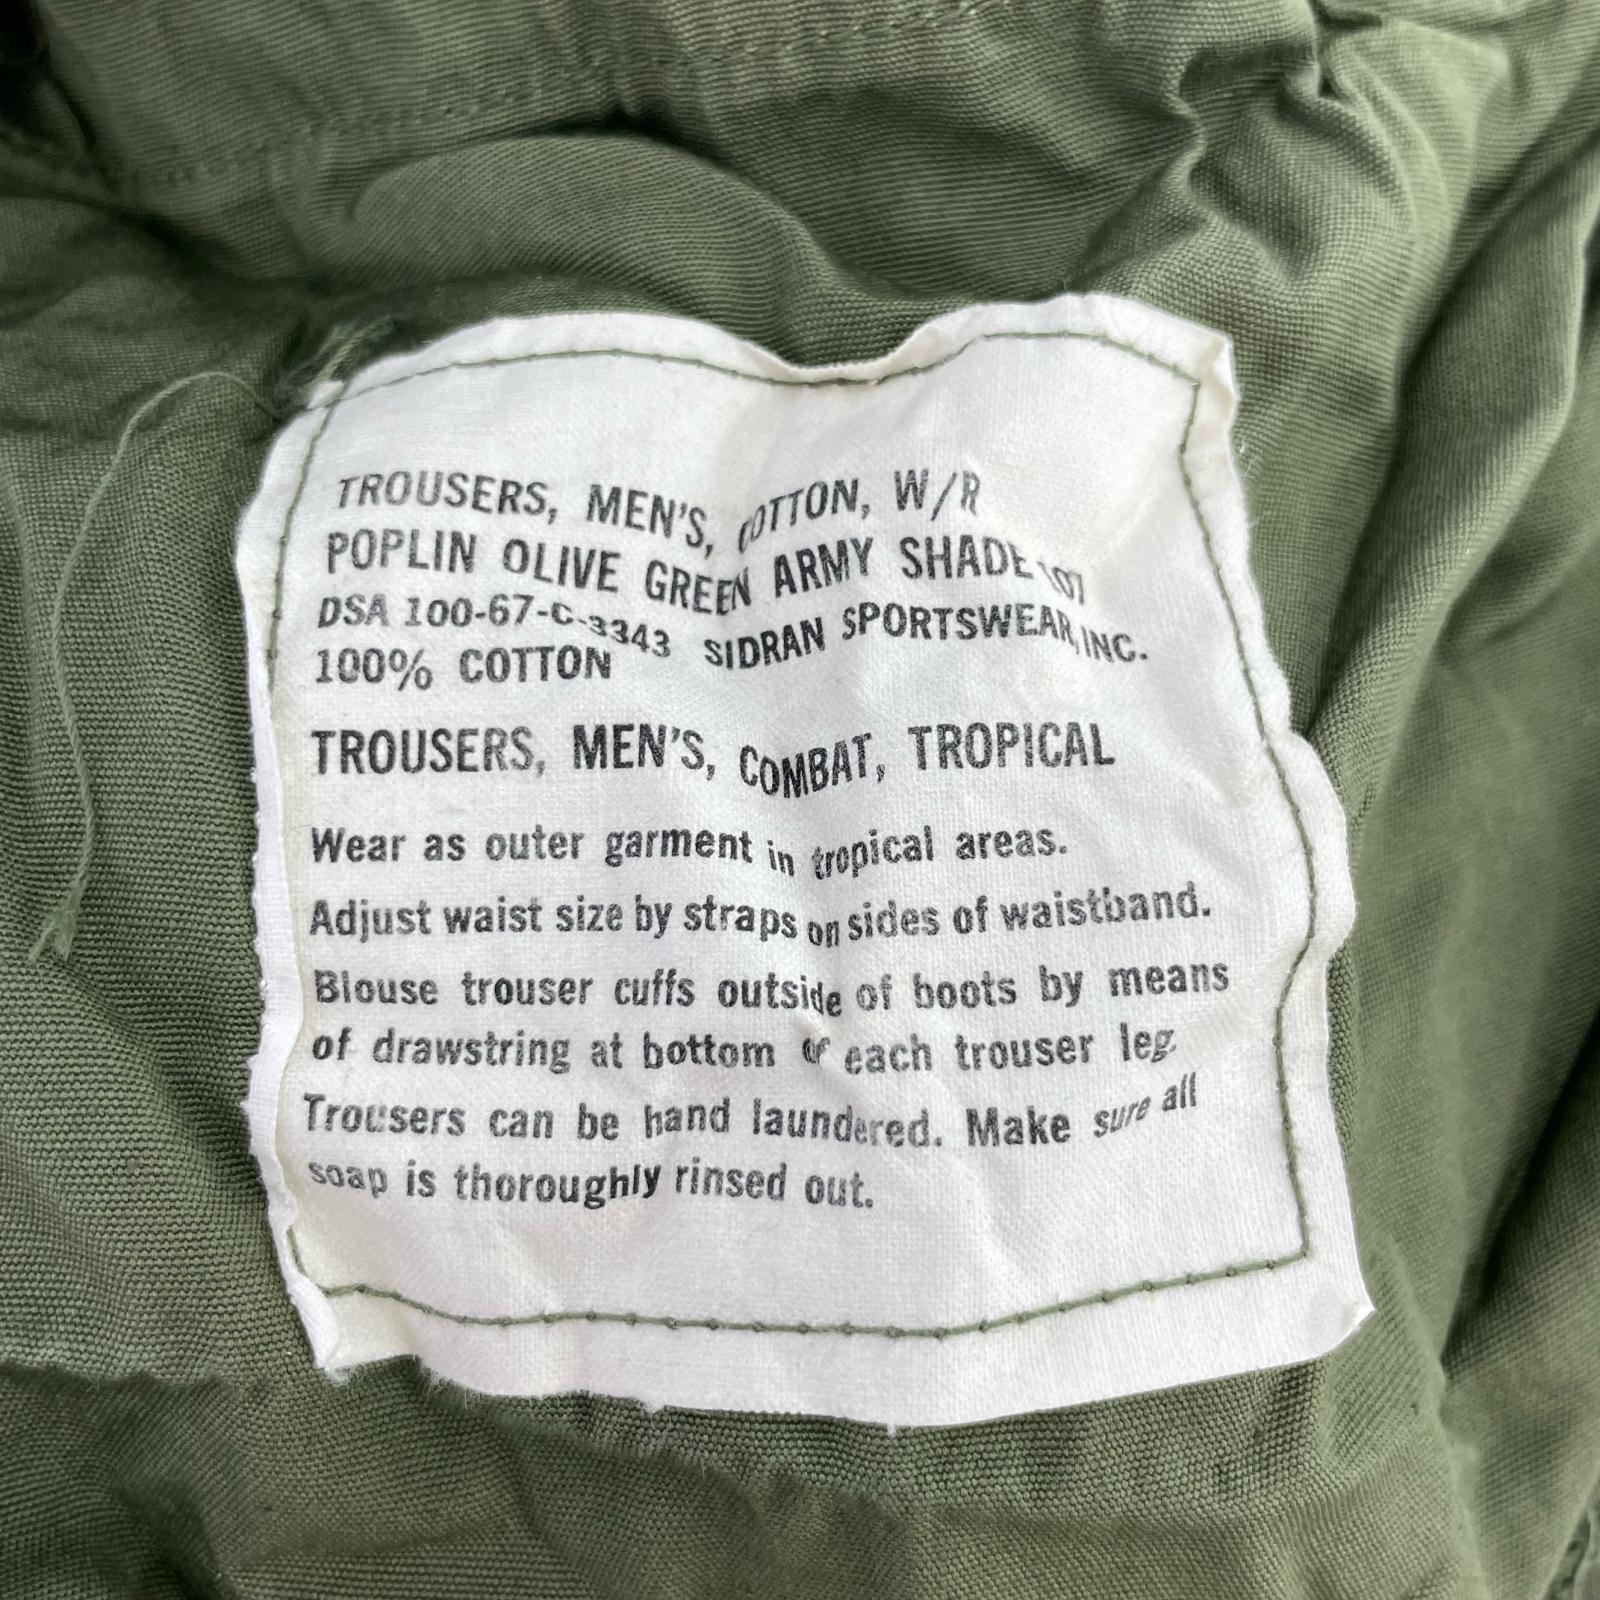 TROUSERS, MEN'S, COTTON, W/R
POPLIN OLIVE GREEN ARMY SHADE 107
DSA 100-67-C-3343 SIDRAN SPORTSWEAR, INC.
100% COTTON
TROUSERS, MEN'S, COMBAT, TROPICAL
Wear as outer garment in tropical areas.
Adjust waist size by straps on sides of waistband.
Blouse trouser cuffs outside of boots by means
of drawstring at bottom of each trouser leg.
Trousers can be hand laundered. Make sure all
soap is thoroughly rinsed out.